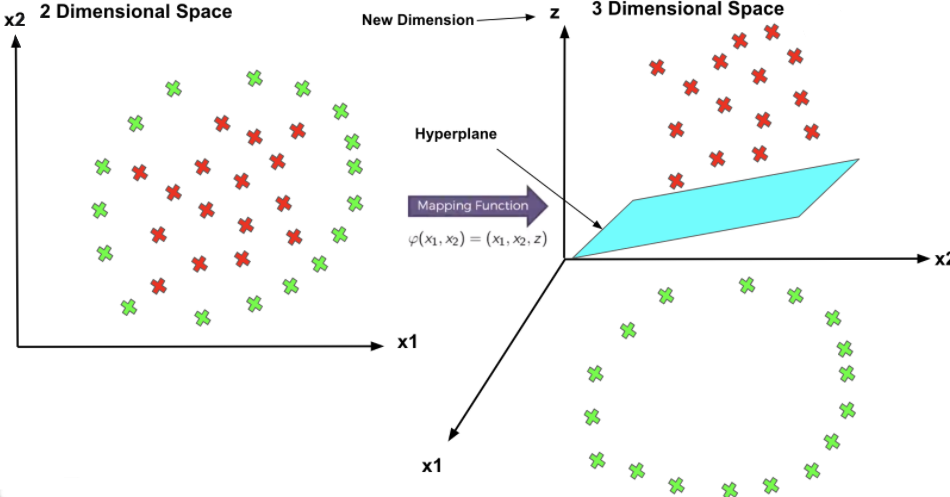 2 Dimensional Space
x2
x1
New Dimension
Hyperplane
Mapping Function
φ(x₁, x₂) = (x₁, x₂, z)
3 Dimensional Space
z
x2
x1